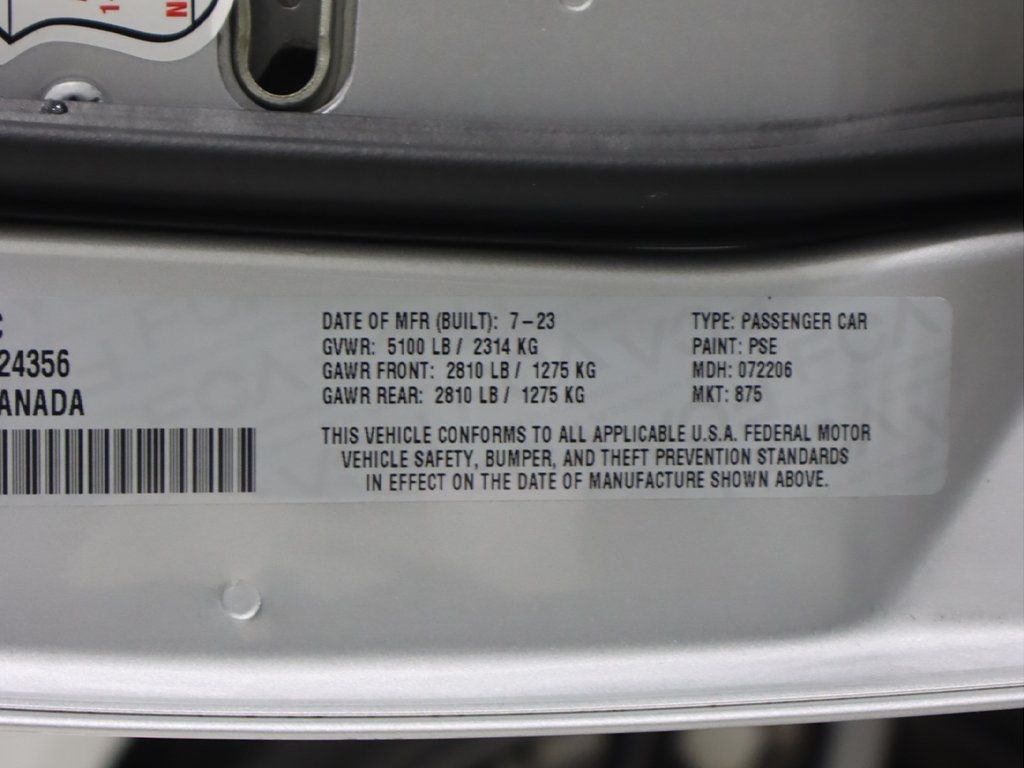 DATE OF MFR (BUILT): 7-23
GVWR: 5100 LB / 2314 KG
GAWR FRONT: 2810 LB / 1275 KG
GAWR REAR: 2810 LB / 1275 KG
TYPE: PASSENGER CAR
PAINT: PSE
MDH: 072206
MKT: 875
24356
ANADA
THIS VEHICLE CONFORMS TO ALL APPLICABLE U.S.A. FEDERAL MOTOR
VEHICLE SAFETY, BUMPER, AND THEFT PREVENTION STANDARDS
IN EFFECT ON THE DATE OF MANUFACTURE SHOWN ABOVE.